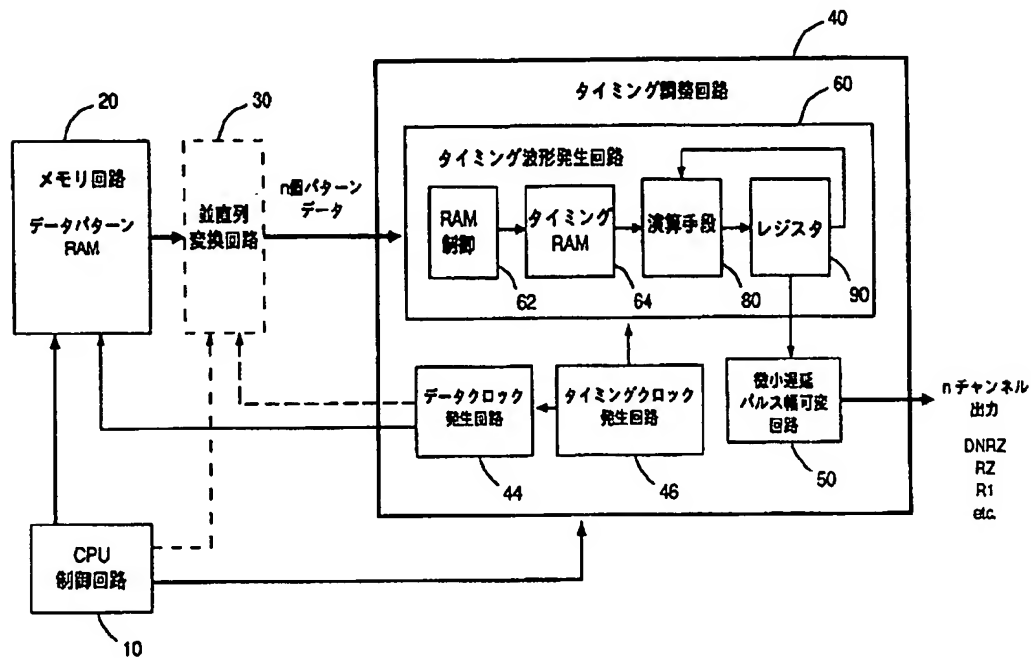 40
タイミング調整回路
20
30
60
メモリ回路
データパターン
RAM
並直列
変換回路
n個パターン
データ
タイミング波形発生回路
RAM
制御
タイミング
RAM
演算手段
レジスタ
62
64
80
90
データクロック
発生回路
タイミングクロック
発生回路
微小遅延
パルス幅可変
回路
nチャンネル
出力
DNRZ
RZ
R1
etc.
44
46
50
CPU
制御回路
10